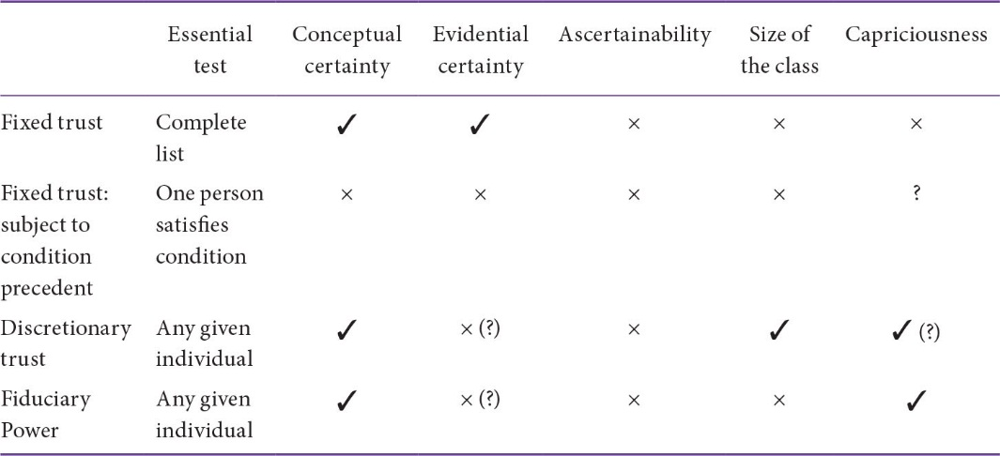 Essential Conceptual Evidential Ascertainability Size of Capriciousness
test certainty certainty the class
Fixed trust Complete ✓ ✓ × × ×
list
Fixed trust: One person × × × × ?
subject to satisfies
condition condition
precedent
Discretionary Any given ✓ × (?) × ✓ ✓ (?)
trust individual
Fiduciary Any given ✓ × (?) × × ✓
Power individual